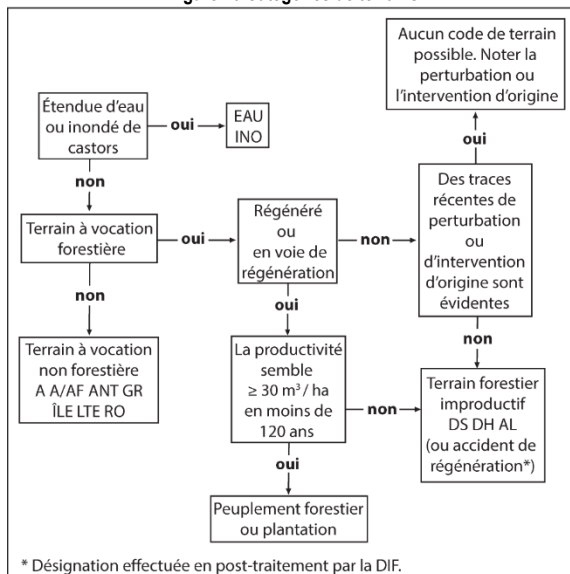 Aucun code de terrain
possible. Noter la
perturbation ou
l'intervention d'origine
Étendue d'eau
ou inondé de
castors
oui
EAU
INO
non
oui
Terrain à vocation
forestière
oui
Régénéré
ou
en voie de
régénération
non
Des traces
récentes de
perturbation
ou
d'intervention
d'origine sont
évidentes
non
oui
non
Terrain à vocation
non forestière
A A/AF ANT GR
ÎLE LTE RO
La productivité
semble
≥ 30 m³ / ha
en moins de
120 ans
non
Terrain forestier
improductif
DS DH AL
(ou accident de
régénération*)
oui
Peuplement forestier
ou plantation
* Désignation effectuée en post-traitement par la DIF.